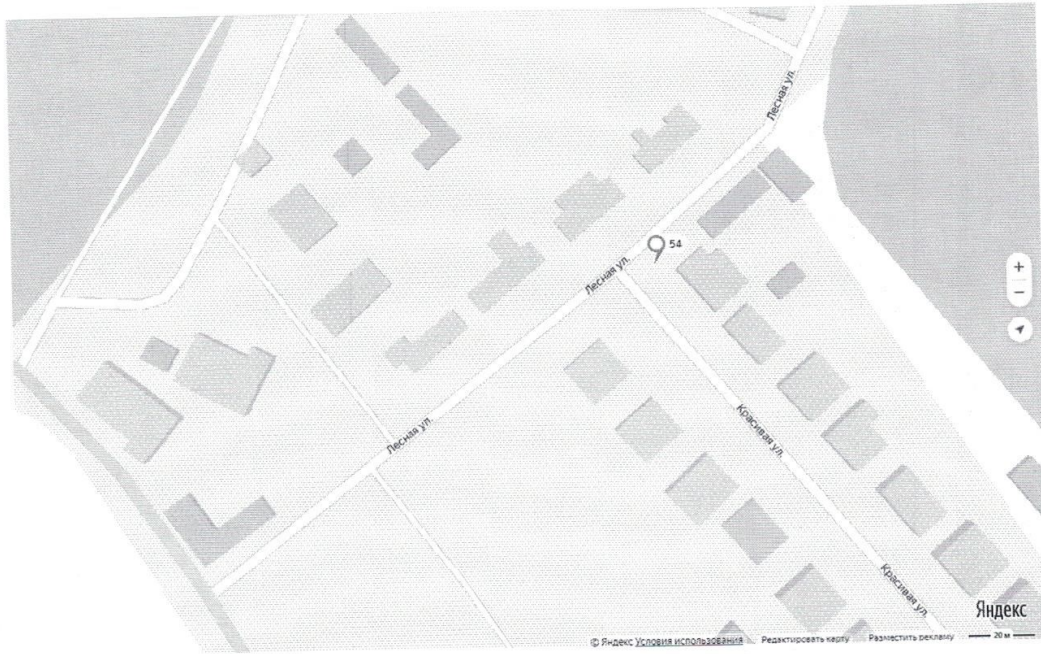 Лесная ул.
54
Лесная ул.
Лесная ул.
Красивая ул.
Красивая ул.
+
−
Яндекс
© Яндекс Условия использования Редактировать карту Разместить рекламу 20 м